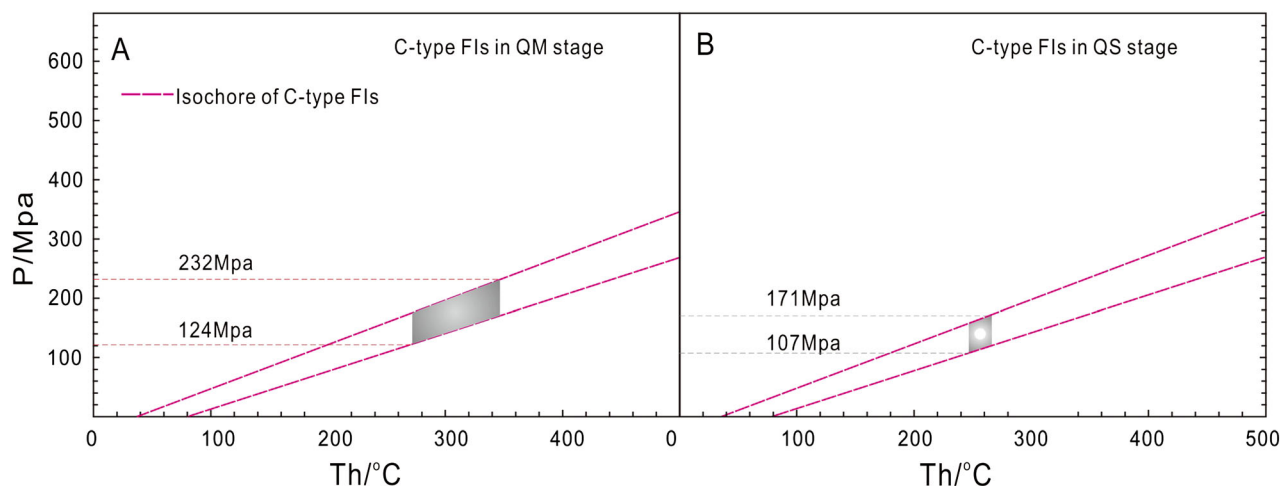 A
C-type FIs in QM stage
Isochore of C-type FIs
P/Mpa
600
500
400
300
200
100
232Mpa
124Mpa
0
100
200
300
400
0
Th/°C
B
C-type FIs in QS stage
171Mpa
107Mpa
100
200
300
400
500
Th/°C